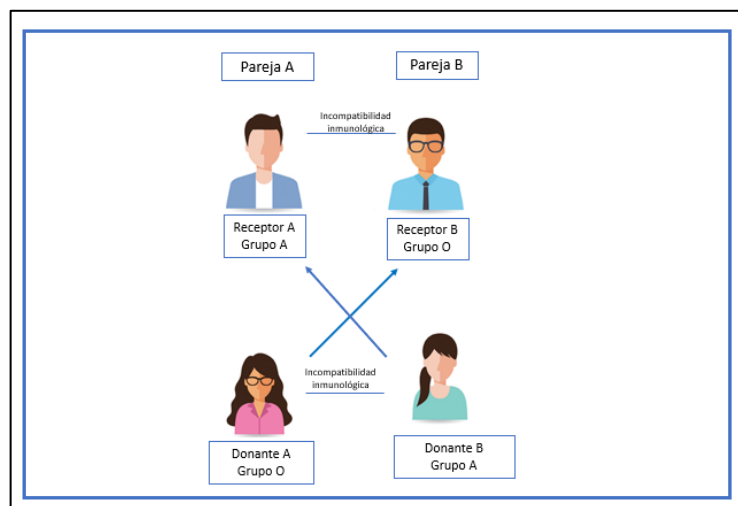 Pareja A
Pareja B
Incompatibilidad
inmunológica
Receptor A
Grupo A
Receptor B
Grupo O
Incompatibilidad
inmunológica
Donante A
Grupo O
Donante B
Grupo A